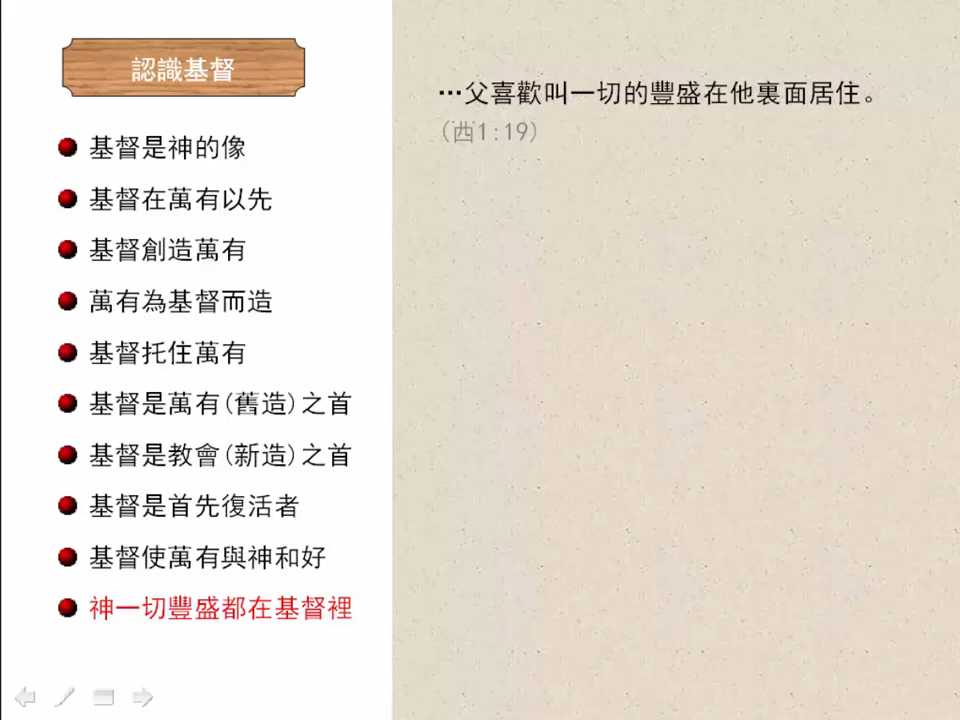 認識基督
基督是神的像
基督在萬有以先
基督創造萬有
萬有為基督而造
基督托住萬有
基督是萬有(舊造)之首
基督是教會(新造)之首
基督是首先復活者
基督使萬有與神和好
神一切豐盛都在基督裡
…父喜歡叫一切的豐盛在他裏面居住。
(西1:19)